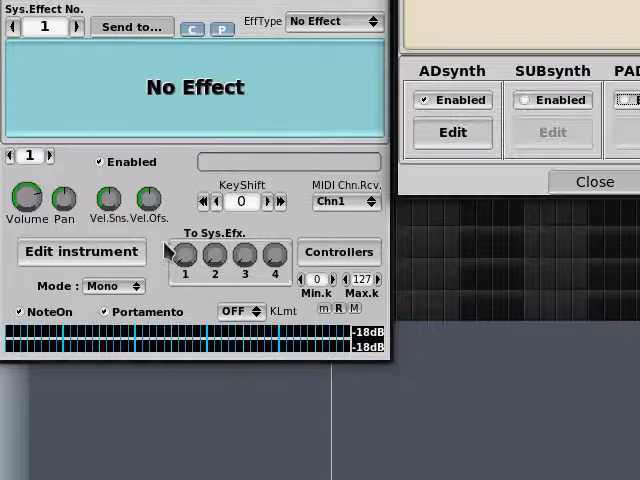 Sys.Effect No.
1 Send to... C P EffType No Effect
No Effect
ADsynth SUBsynth PAD
Enabled Enabled
Edit Edit
Close
1 Enabled
KeyShift MIDI Chn.Rcv.
0 Chn1
Volume Pan Vel.Sns. Vel.Ofs.
To Sys.Efx.
Edit instrument Controllers
1 2 3 4
Mode : Mono 0 127
Min.k Max.k
NoteOn Portamento OFF KLmt m R M
-18dB
-18dB